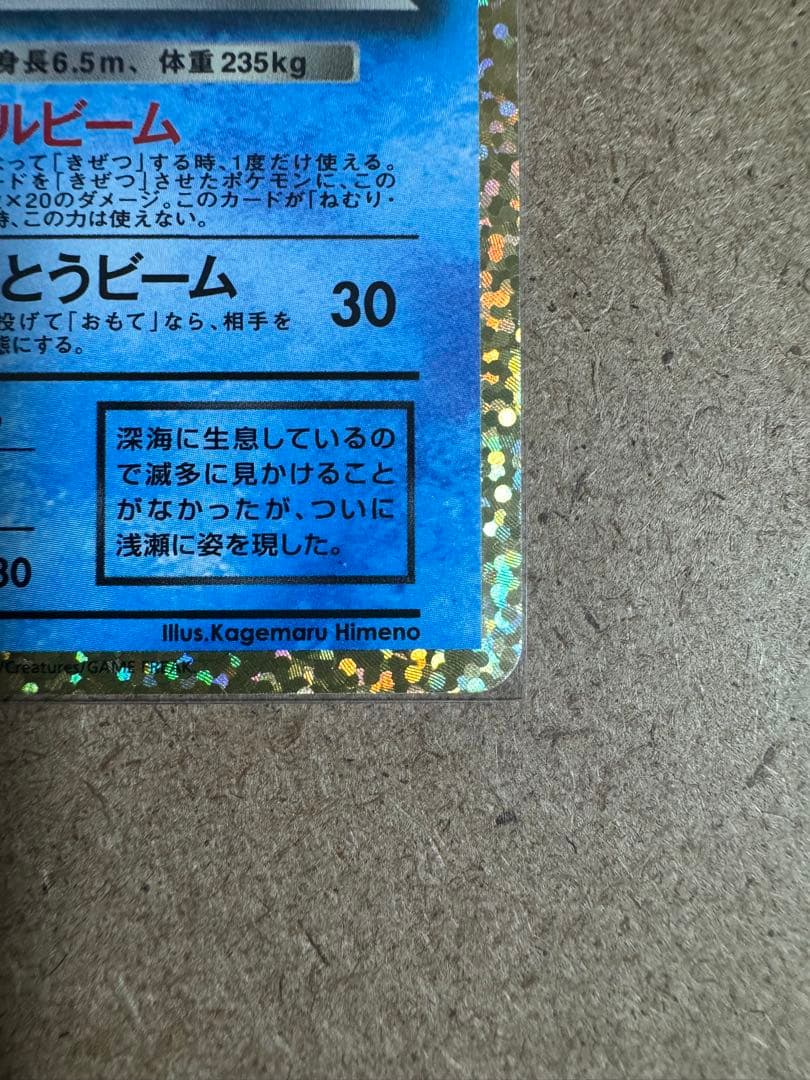 身長6.5m、体重235kg
ルビーム
って「きぜつ」する時、1度だけ使える。
ードを「きぜつ」させたポケモンに、この
×20のダメージ。このカードが「ねむり・
時、この力は使えない。
とうビーム
30
投げて「おもて」なら、相手を
態にする。
深海に生息しているの
で滅多に見かけること
がなかったが、ついに
浅瀬に姿を現した。
30
Illus.Kagemaru Himeno
/Creatures/GAME FREAK